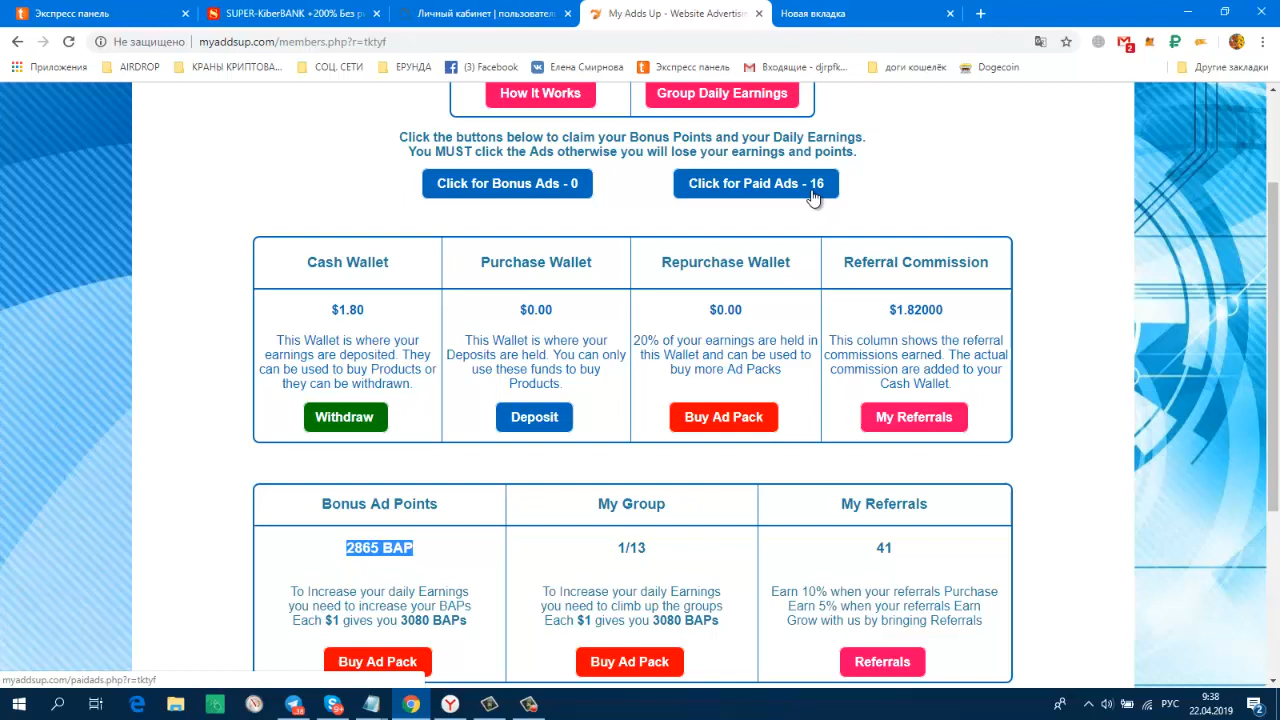 Экспресс панель
SUPER-KiberBANK +200% Без р
Личный кабинет | пользовател
My Adds Up - Website Advertisin
Новая вкладка
Не защищено
myaddsup.com/members.php?r=tktyf
Приложения
AIRDROP
КРАНЫ КРИПТОВА...
СОЦ. СЕТИ
ЕРУНДА
(3) Facebook
Елена Смирнова
Экспресс панель
Входящие - djrpfk...
доги кошелёк
Dogecoin
Другие закладки
How It Works
Group Daily Earnings
Click the buttons below to claim your Bonus Points and your Daily Earnings.
You MUST click the Ads otherwise you will lose your earnings and points.
Click for Bonus Ads - 0
Click for Paid Ads - 16
Cash Wallet
Purchase Wallet
Repurchase Wallet
Referral Commission
$1.80
$0.00
$0.00
$1.82000
This Wallet is where your
earnings are deposited. They
can be used to buy Products or
they can be withdrawn.
This Wallet is where your
Deposits are held. You can only
use these funds to buy
Products.
20% of your earnings are held in
this Wallet and can be used to
buy more Ad Packs
This column shows the referral
commissions earned. The actual
commission are added to your
Cash Wallet.
Withdraw
Deposit
Buy Ad Pack
My Referrals
Bonus Ad Points
My Group
My Referrals
2865 BAP
1/13
41
To Increase your daily Earnings
you need to increase your BAPs
Each $1 gives you 3080 BAPs
To Increase your daily Earnings
you need to climb up the groups
Each $1 gives you 3080 BAPs
Earn 10% when your referrals Purchase
Earn 5% when your referrals Earn
Grow with us by bringing Referrals
Buy Ad Pack
Buy Ad Pack
Referrals
myaddsup.com/paidads.php?r=tktyf
РУС
9:38
22.04.2019